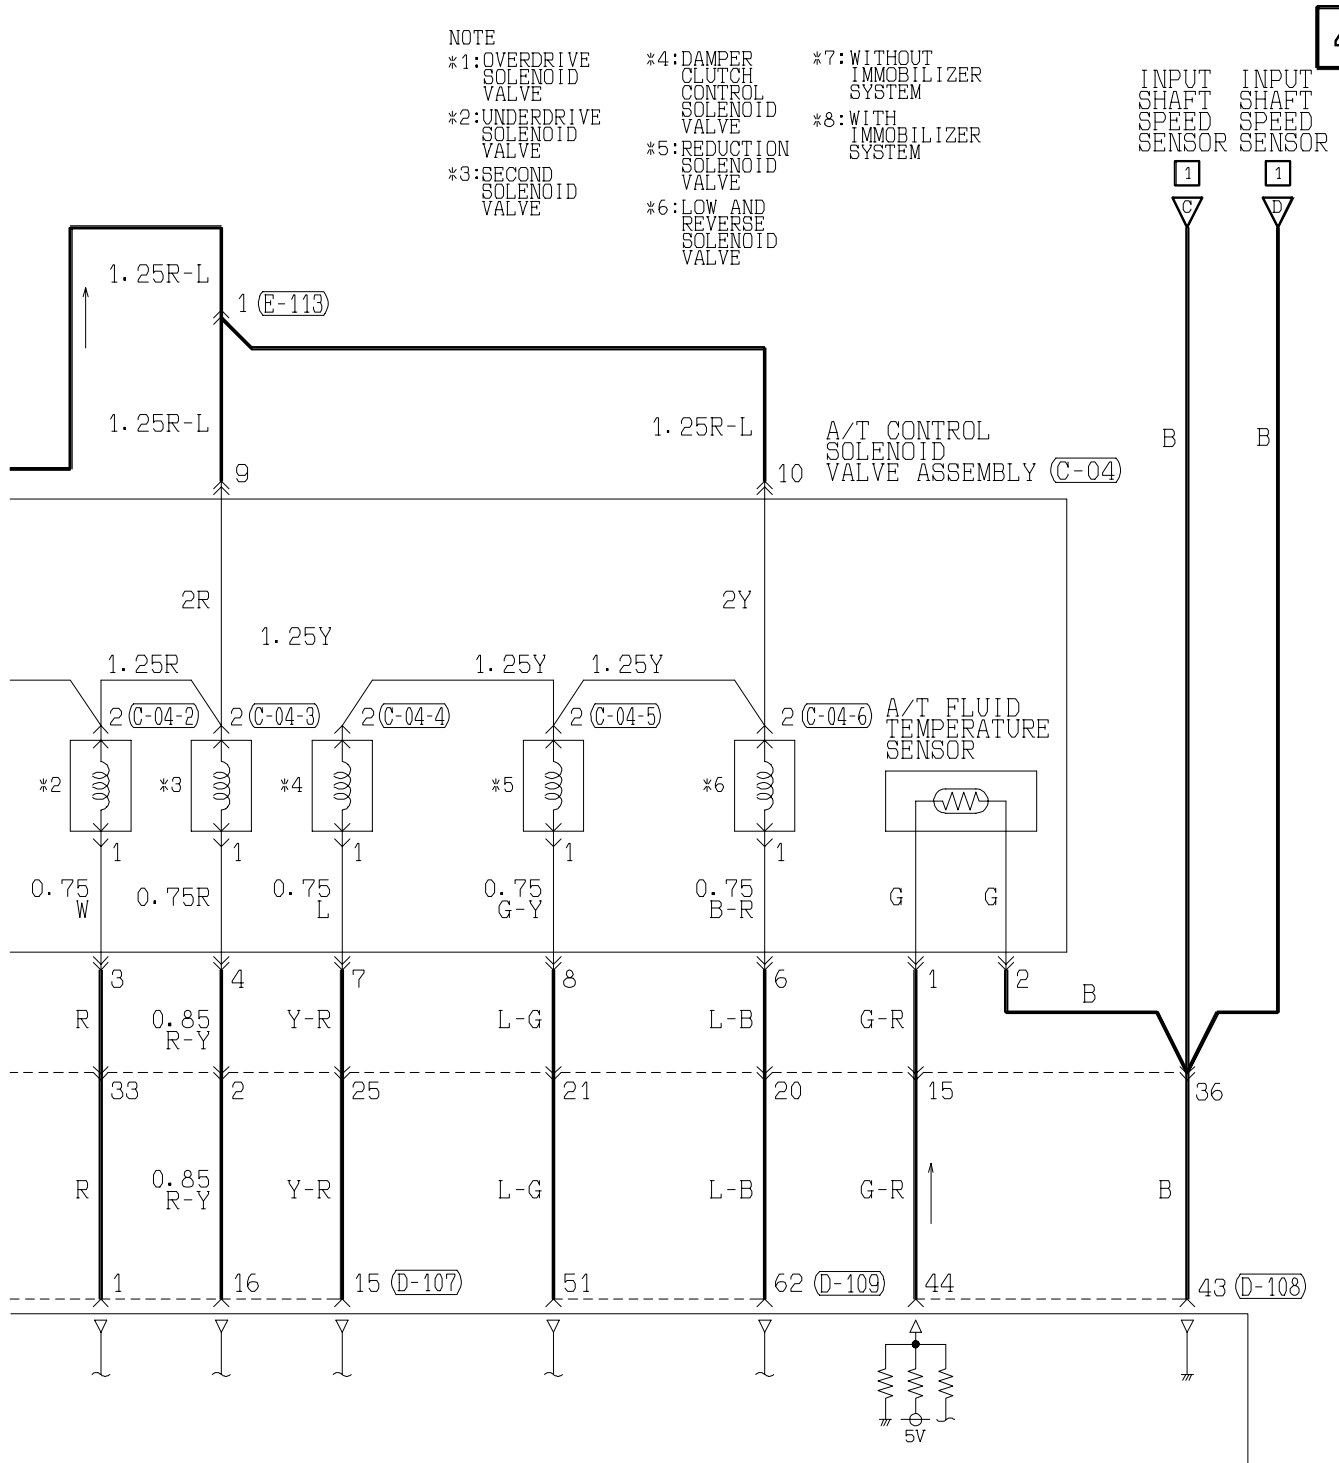 NOTE
*1:OVERDRIVE
SOLENOID
VALVE
*2:UNDERDRIVE
SOLENOID
VALVE
*3:SECOND
SOLENOID
VALVE
*4:DAMPER
CLUTCH
CONTROL
SOLENOID
VALVE
*5:REDUCTION
SOLENOID
VALVE
*6:LOW AND
REVERSE
SOLENOID
VALVE
*7:WITHOUT
IMMOBILIZER
SYSTEM
*8:WITH
IMMOBILIZER
SYSTEM
INPUT
SHAFT
SPEED
SENSOR
1
C
INPUT
SHAFT
SPEED
SENSOR
1
D
1.25R-L
1 (E-113)
1.25R-L
1.25R-L
B
B
9
10
A/T CONTROL
SOLENOID
VALVE ASSEMBLY (C-04)
2R
2Y
1.25Y
1.25R
1.25Y
1.25Y
2 (C-04-2)
2 (C-04-3)
2 (C-04-4)
2 (C-04-5)
2 (C-04-6)
A/T FLUID
TEMPERATURE
SENSOR
*2
*3
*4
*5
*6
1
1
1
1
1
0.75
W
0.75R
0.75
L
0.75
G-Y
0.75
B-R
G
G
3
4
7
8
6
1
2
B
R
0.85
R-Y
Y-R
L-G
L-B
G-R
33
2
25
21
20
15
36
R
0.85
R-Y
Y-R
L-G
L-B
G-R
B
1
16
15 (D-107)
51
62 (D-109)
44
43 (D-108)
5V